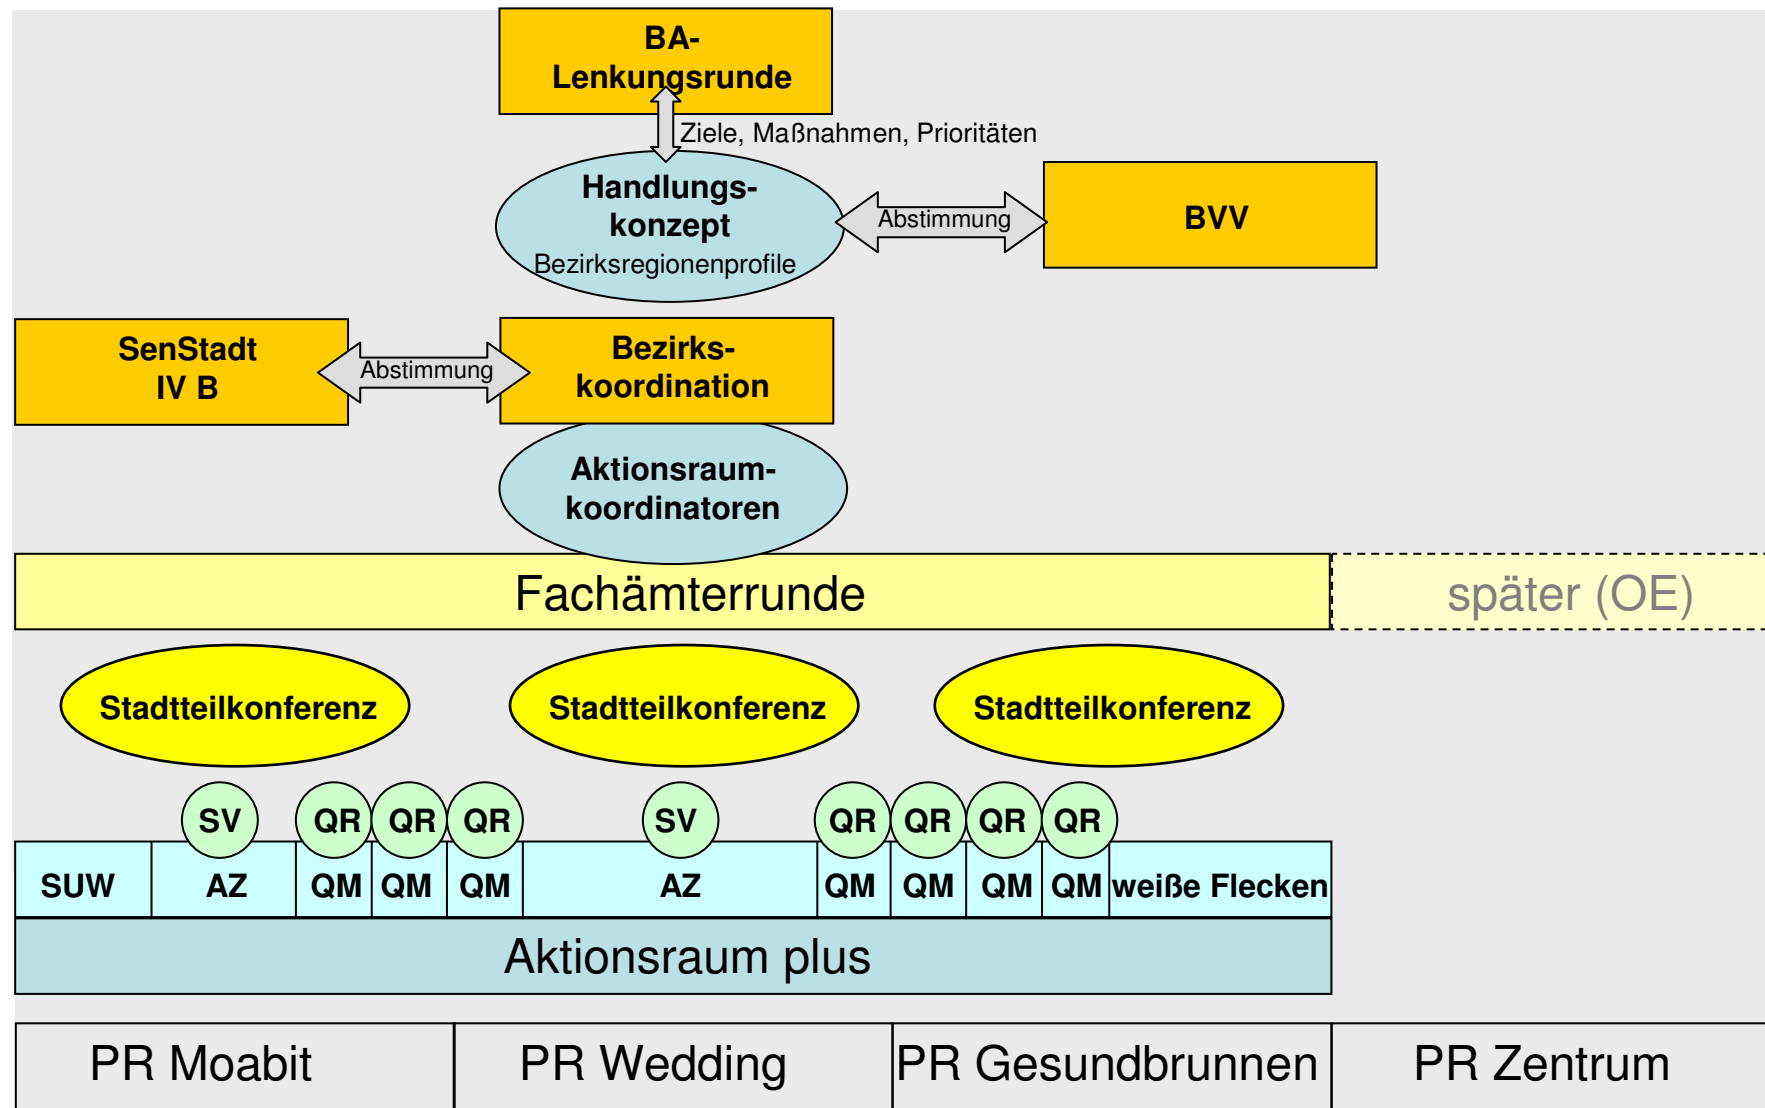 BA-
Lenkungsrunde
Ziele, Maßnahmen, Prioritäten
Handlungs-
konzept
Bezirksregionenprofile
Abstimmung
BVV
SenStadt
IV B
Abstimmung
Bezirks-
koordination
Aktionsraum-
koordinatoren
Fachämterrunde
später (OE)
Stadtteilkonferenz
Stadtteilkonferenz
Stadtteilkonferenz
SV QR QR QR SV QR QR QR QR
SUW AZ QM QM QM AZ QM QM QM QM weiße Flecken
Aktionsraum plus
PR Moabit PR Wedding PR Gesundbrunnen PR Zentrum